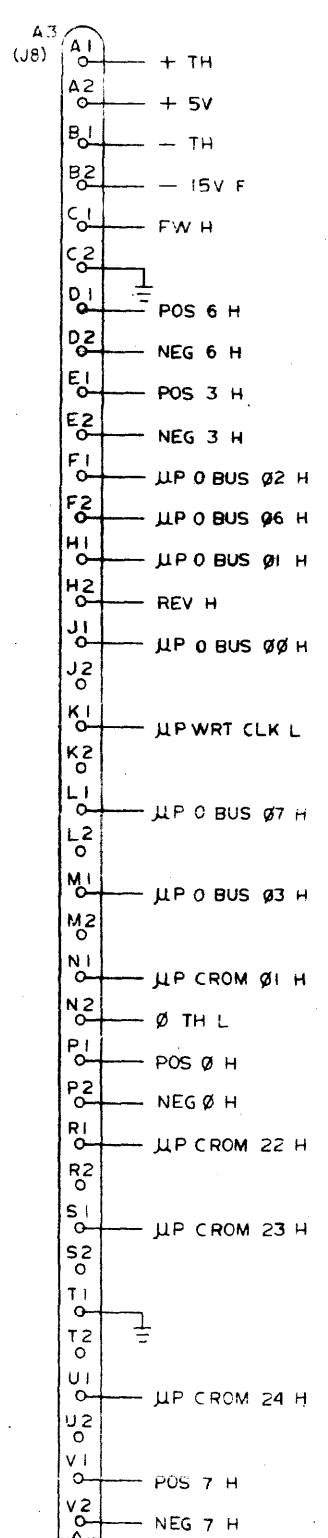 A3
(J8)
A1 + TH
A2 + 5V
B1 - TH
B2 - 15V F
C1 FW H
C2
D1 POS 6 H
D2 NEG 6 H
E1 POS 3 H
E2 NEG 3 H
F1 µP O BUS Ø2 H
F2 µP O BUS Ø6 H
H1 µP O BUS Ø1 H
H2 REV H
J1 µP O BUS ØØ H
J2
K1 µP WRT CLK L
K2
L1 µP O BUS Ø7 H
L2
M1 µP O BUS Ø3 H
M2
N1 µP CROM Ø1 H
N2 Ø TH L
P1 POS Ø H
P2 NEG Ø H
R1 µP CROM 22 H
R2
S1 µP CROM 23 H
S2
T1
T2
U1 µP CROM 24 H
U2
V1 POS 7 H
V2 NEG 7 H